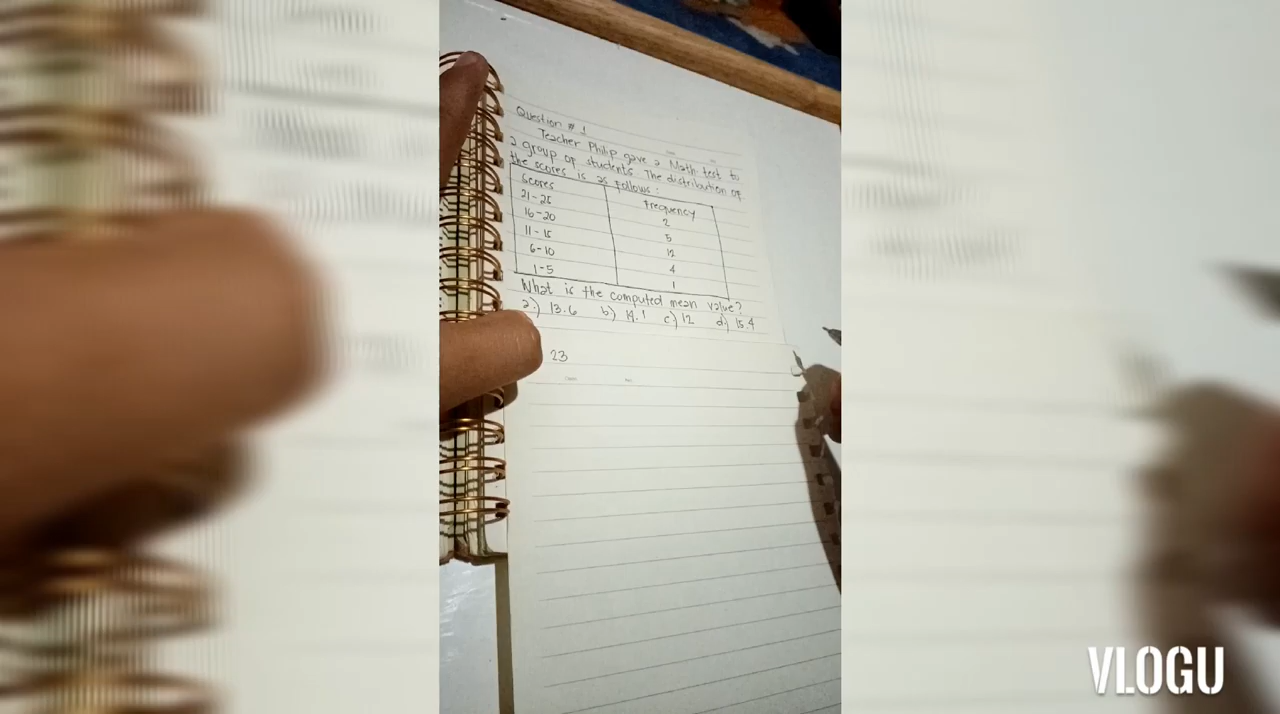 Question # 1
Teacher Philip gave a Math test to
a group of students. The distribution of
the scores is as follows:
Scores Frequency
21-25 2
16-20 5
11-15 12
6-10 4
1-5 1
What is the computed mean value?
a.) 13.6 b) 14.1 c) 12 d) 15.4
23
VLOGU